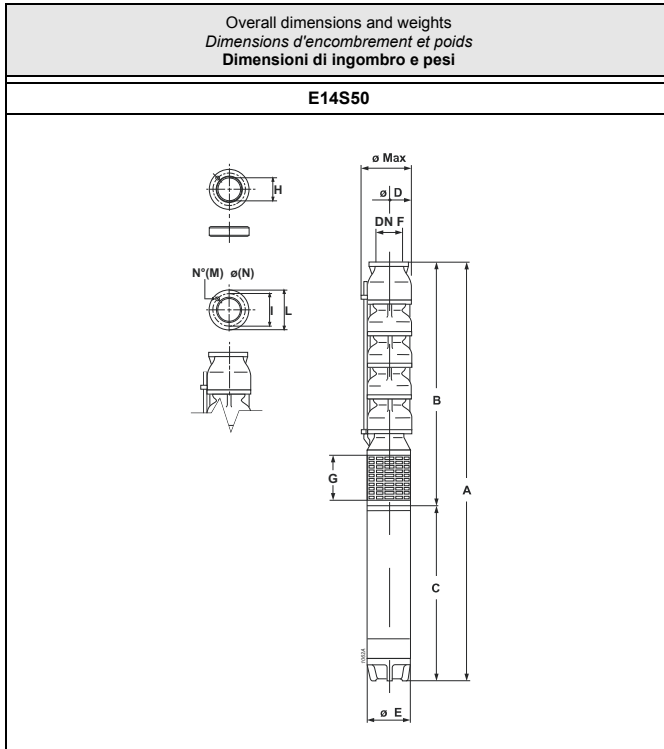 Overall dimensions and weights
Dimensions d'encombrement et poids
Dimensioni di ingombro e pesi
E14S50
ø Max
ø D
DN F
H
N°(M) ø(N)
I
L
B
A
G
C
ø E